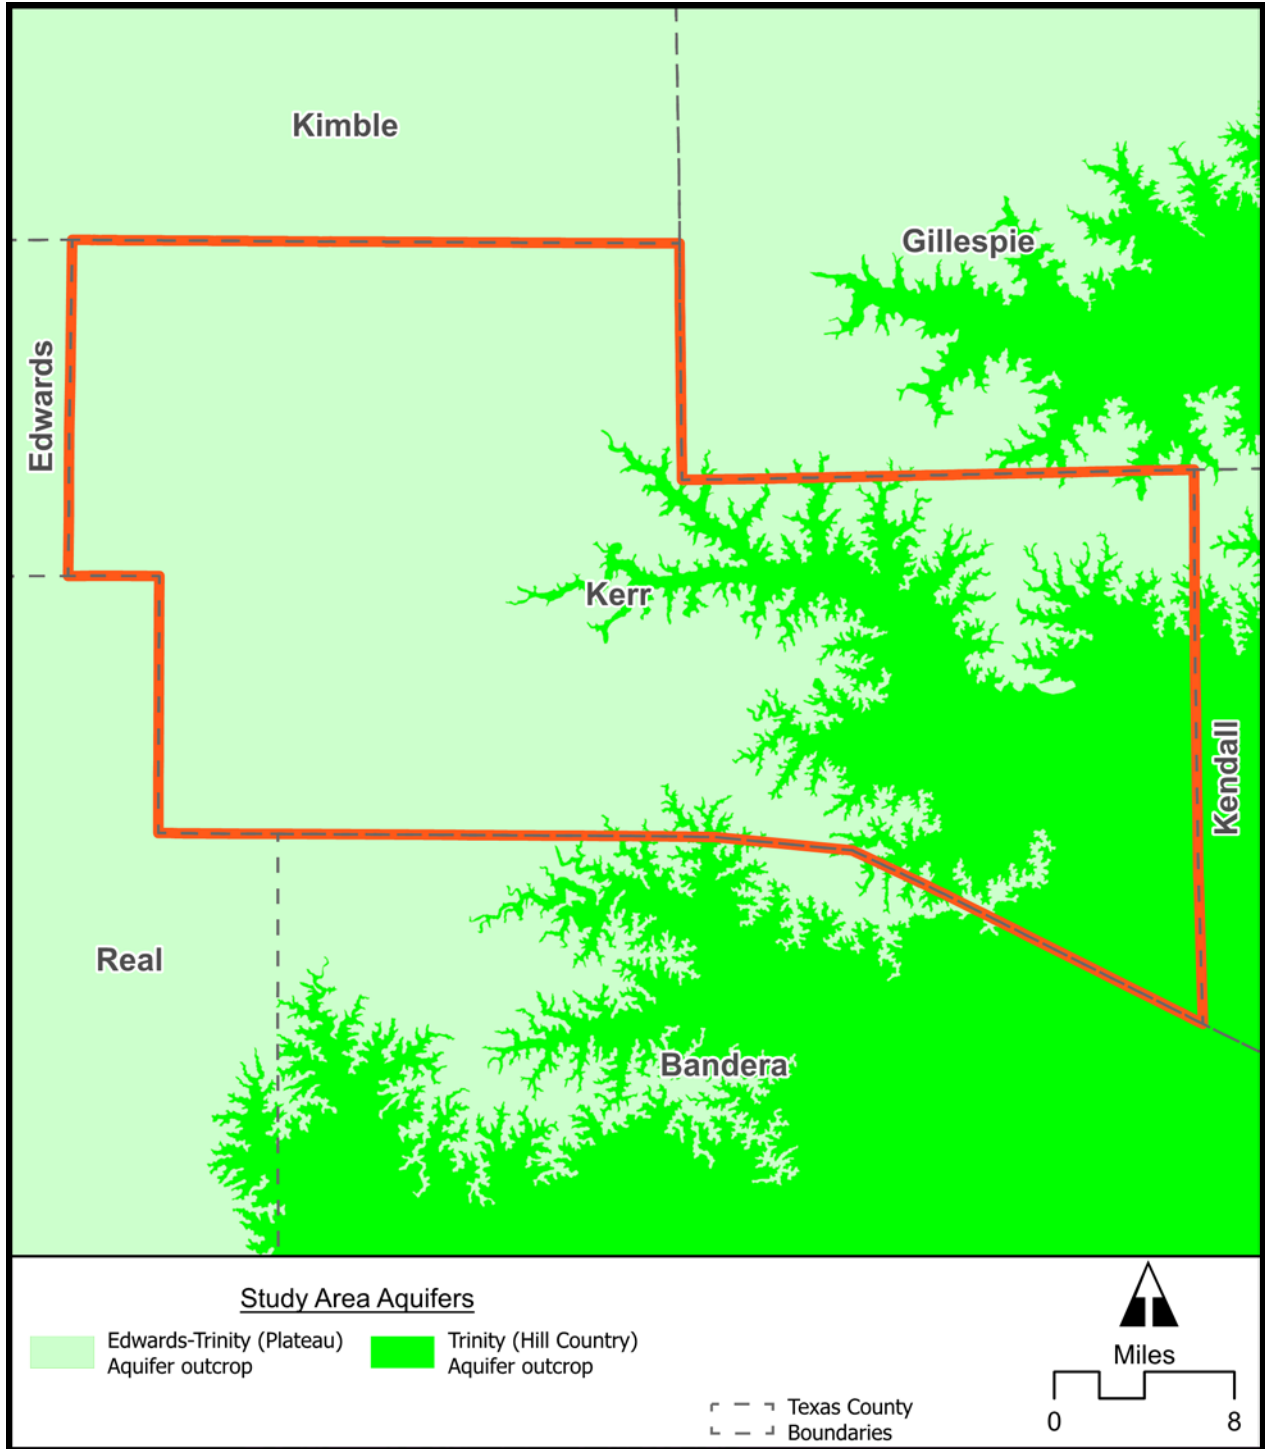 Kimble
Gillespie
Edwards
Kerr
Kendall
Real
Bandera
Study Area Aquifers
Edwards-Trinity (Plateau)
Aquifer outcrop
Trinity (Hill Country)
Aquifer outcrop
Texas County
Boundaries
Miles
0 8